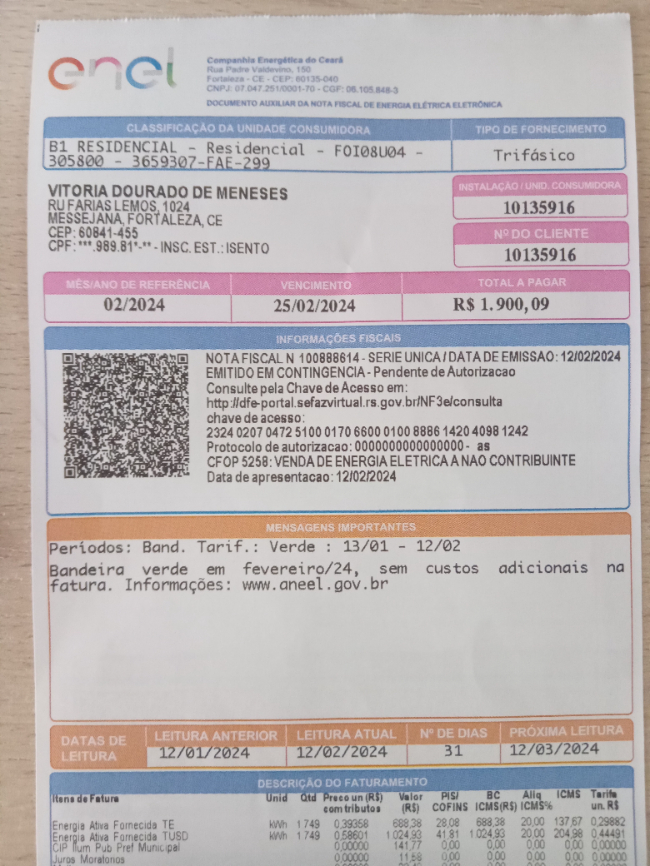 enel
Companhia Energética do Ceará
Rua Padre Valdevino, 150
Fortaleza - CE - CEP: 60135-040
CNPJ: 07.047.251/0001-70 - CGF: 06.105.848-3
DOCUMENTO AUXILIAR DA NOTA FISCAL DE ENERGIA ELÉTRICA ELETRÔNICA
CLASSIFICAÇÃO DA UNIDADE CONSUMIDORA
TIPO DE FORNECIMENTO
B1 RESIDENCIAL - Residencial - FOI08U04 -
305800 - 3659307-FAE-299
Trifásico
VITORIA DOURADO DE MENESES
RU FARIAS LEMOS, 1024
MESSEJANA, FORTALEZA, CE
CEP: 60841-455
CPF: ***.989.81*-** - INSC. EST.: ISENTO
INSTALAÇÃO / UNID. CONSUMIDORA
10135916
Nº DO CLIENTE
10135916
MÊS/ANO DE REFERÊNCIA VENCIMENTO TOTAL A PAGAR
02/2024 25/02/2024 R$ 1.900,09
INFORMAÇÕES FISCAIS
NOTA FISCAL N 100888614 - SERIE UNICA / DATA DE EMISSAO: 12/02/2024
EMITIDO EM CONTINGENCIA - Pendente de Autorizacao
Consulte pela Chave de Acesso em:
http://dfe-portal.sefazvirtual.rs.gov.br/NF3e/consulta
chave de acesso:
2324 0207 0472 5100 0170 6600 0100 8886 1420 4098 1242
Protocolo de autorizacao: 0000000000000000 - as
CFOP 5258: VENDA DE ENERGIA ELETRICA A NAO CONTRIBUINTE
Data de apresentacao: 12/02/2024
MENSAGENS IMPORTANTES
Períodos: Band. Tarif.: Verde : 13/01 - 12/02
Bandeira verde em fevereiro/24, sem custos adicionais na
fatura. Informações: www.aneel.gov.br
DATAS DE LEITURA
LEITURA ANTERIOR LEITURA ATUAL Nº DE DIAS PRÓXIMA LEITURA
12/01/2024 12/02/2024 31 12/03/2024
DESCRIÇÃO DO FATURAMENTO
Itens de Fatura Unid Qtd Preco un (R$) com tributos Valor (R$) PIS/ COFINS BC ICMS(R$) Aliq ICMS% ICMS Tarifa un. R$
Energia Ativa Fornecida TE kWh 1 749 0,39358 688,38 28,08 688,38 20,00 137,67 0,29882
Energia Ativa Fornecida TUSD kWh 1 749 0,58601 1 024,93 41,81 1 024,93 20,00 204,98 0,44491
CIP Ilum Pub Pref Municipal 0,00000 141,77 0,00 0,00 0,00 0,00 0,00000
Juros Moratorios